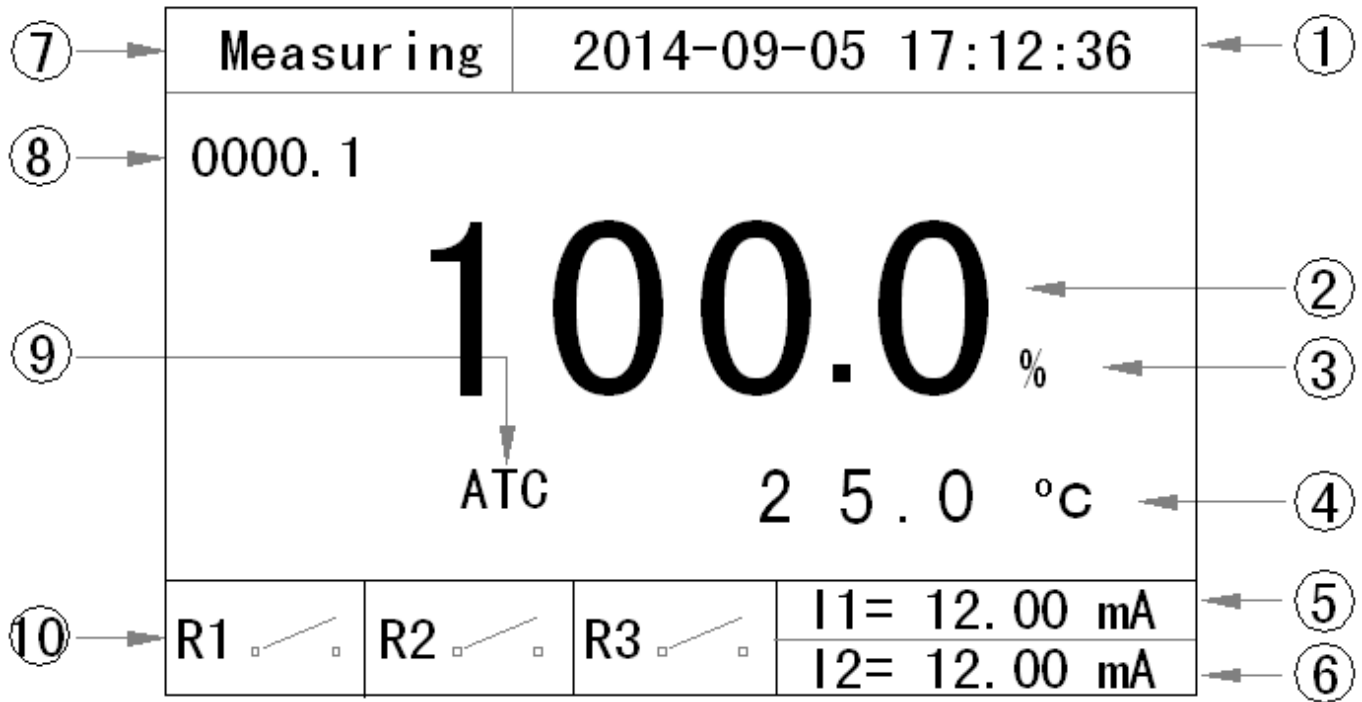 ⑦ Measuring 2014-09-05 17:12:36 ①
⑧ 0000.1
100.0 ②
⑨ % ③
ATC 25.0 ℃ ④
I1= 12.00 mA ⑤
⑩ R1 R2 R3
I2= 12.00 mA ⑥